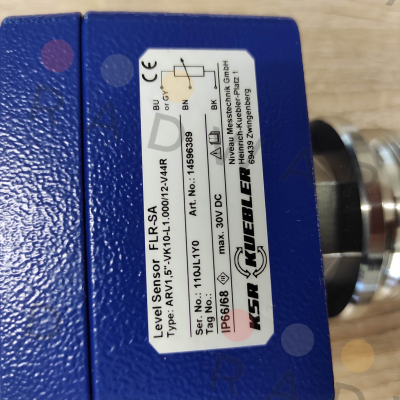 BU
or GY
BN
BK
Level Sensor FLR-SA
Type: ARV1,5"-VK10-L1.000/12-V44R
Art. No.: 14596389
Ser. No.: 110JL1Y0
Tag No.:
IP66/68
max. 30V DC
Niveau Messtechnik GmbH
Heinrich-Kuebler-Platz 1
69439 Zwingenberg
KSR KUEBLER